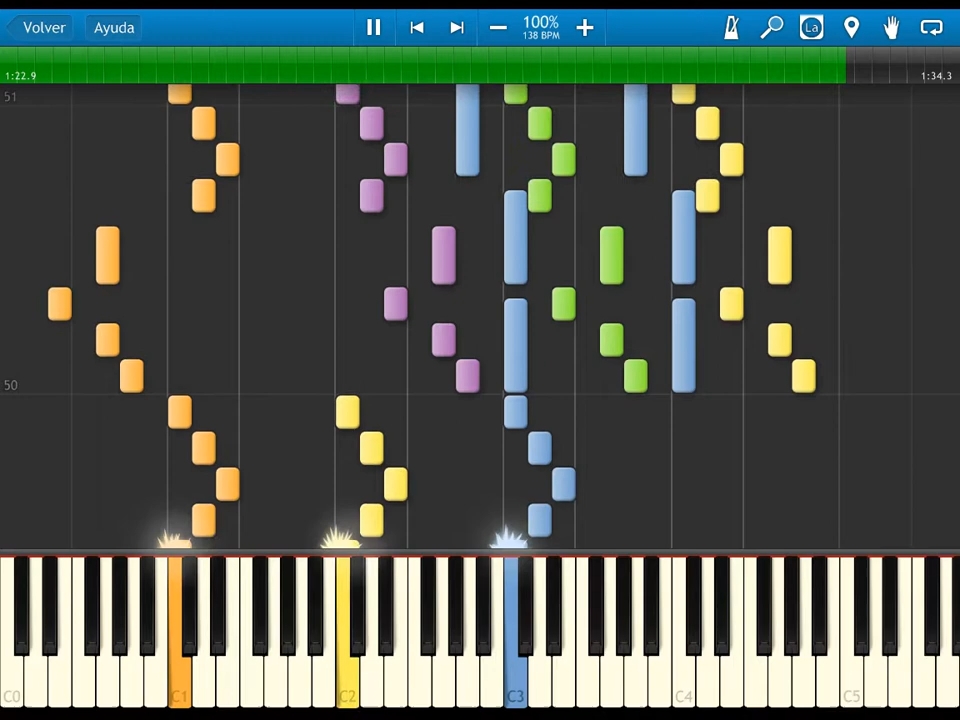 Volver
Ayuda
100%
138 BPM
La
1:22.9
1:34.3
51
50
C0
C1
C2
C3
C4
C5